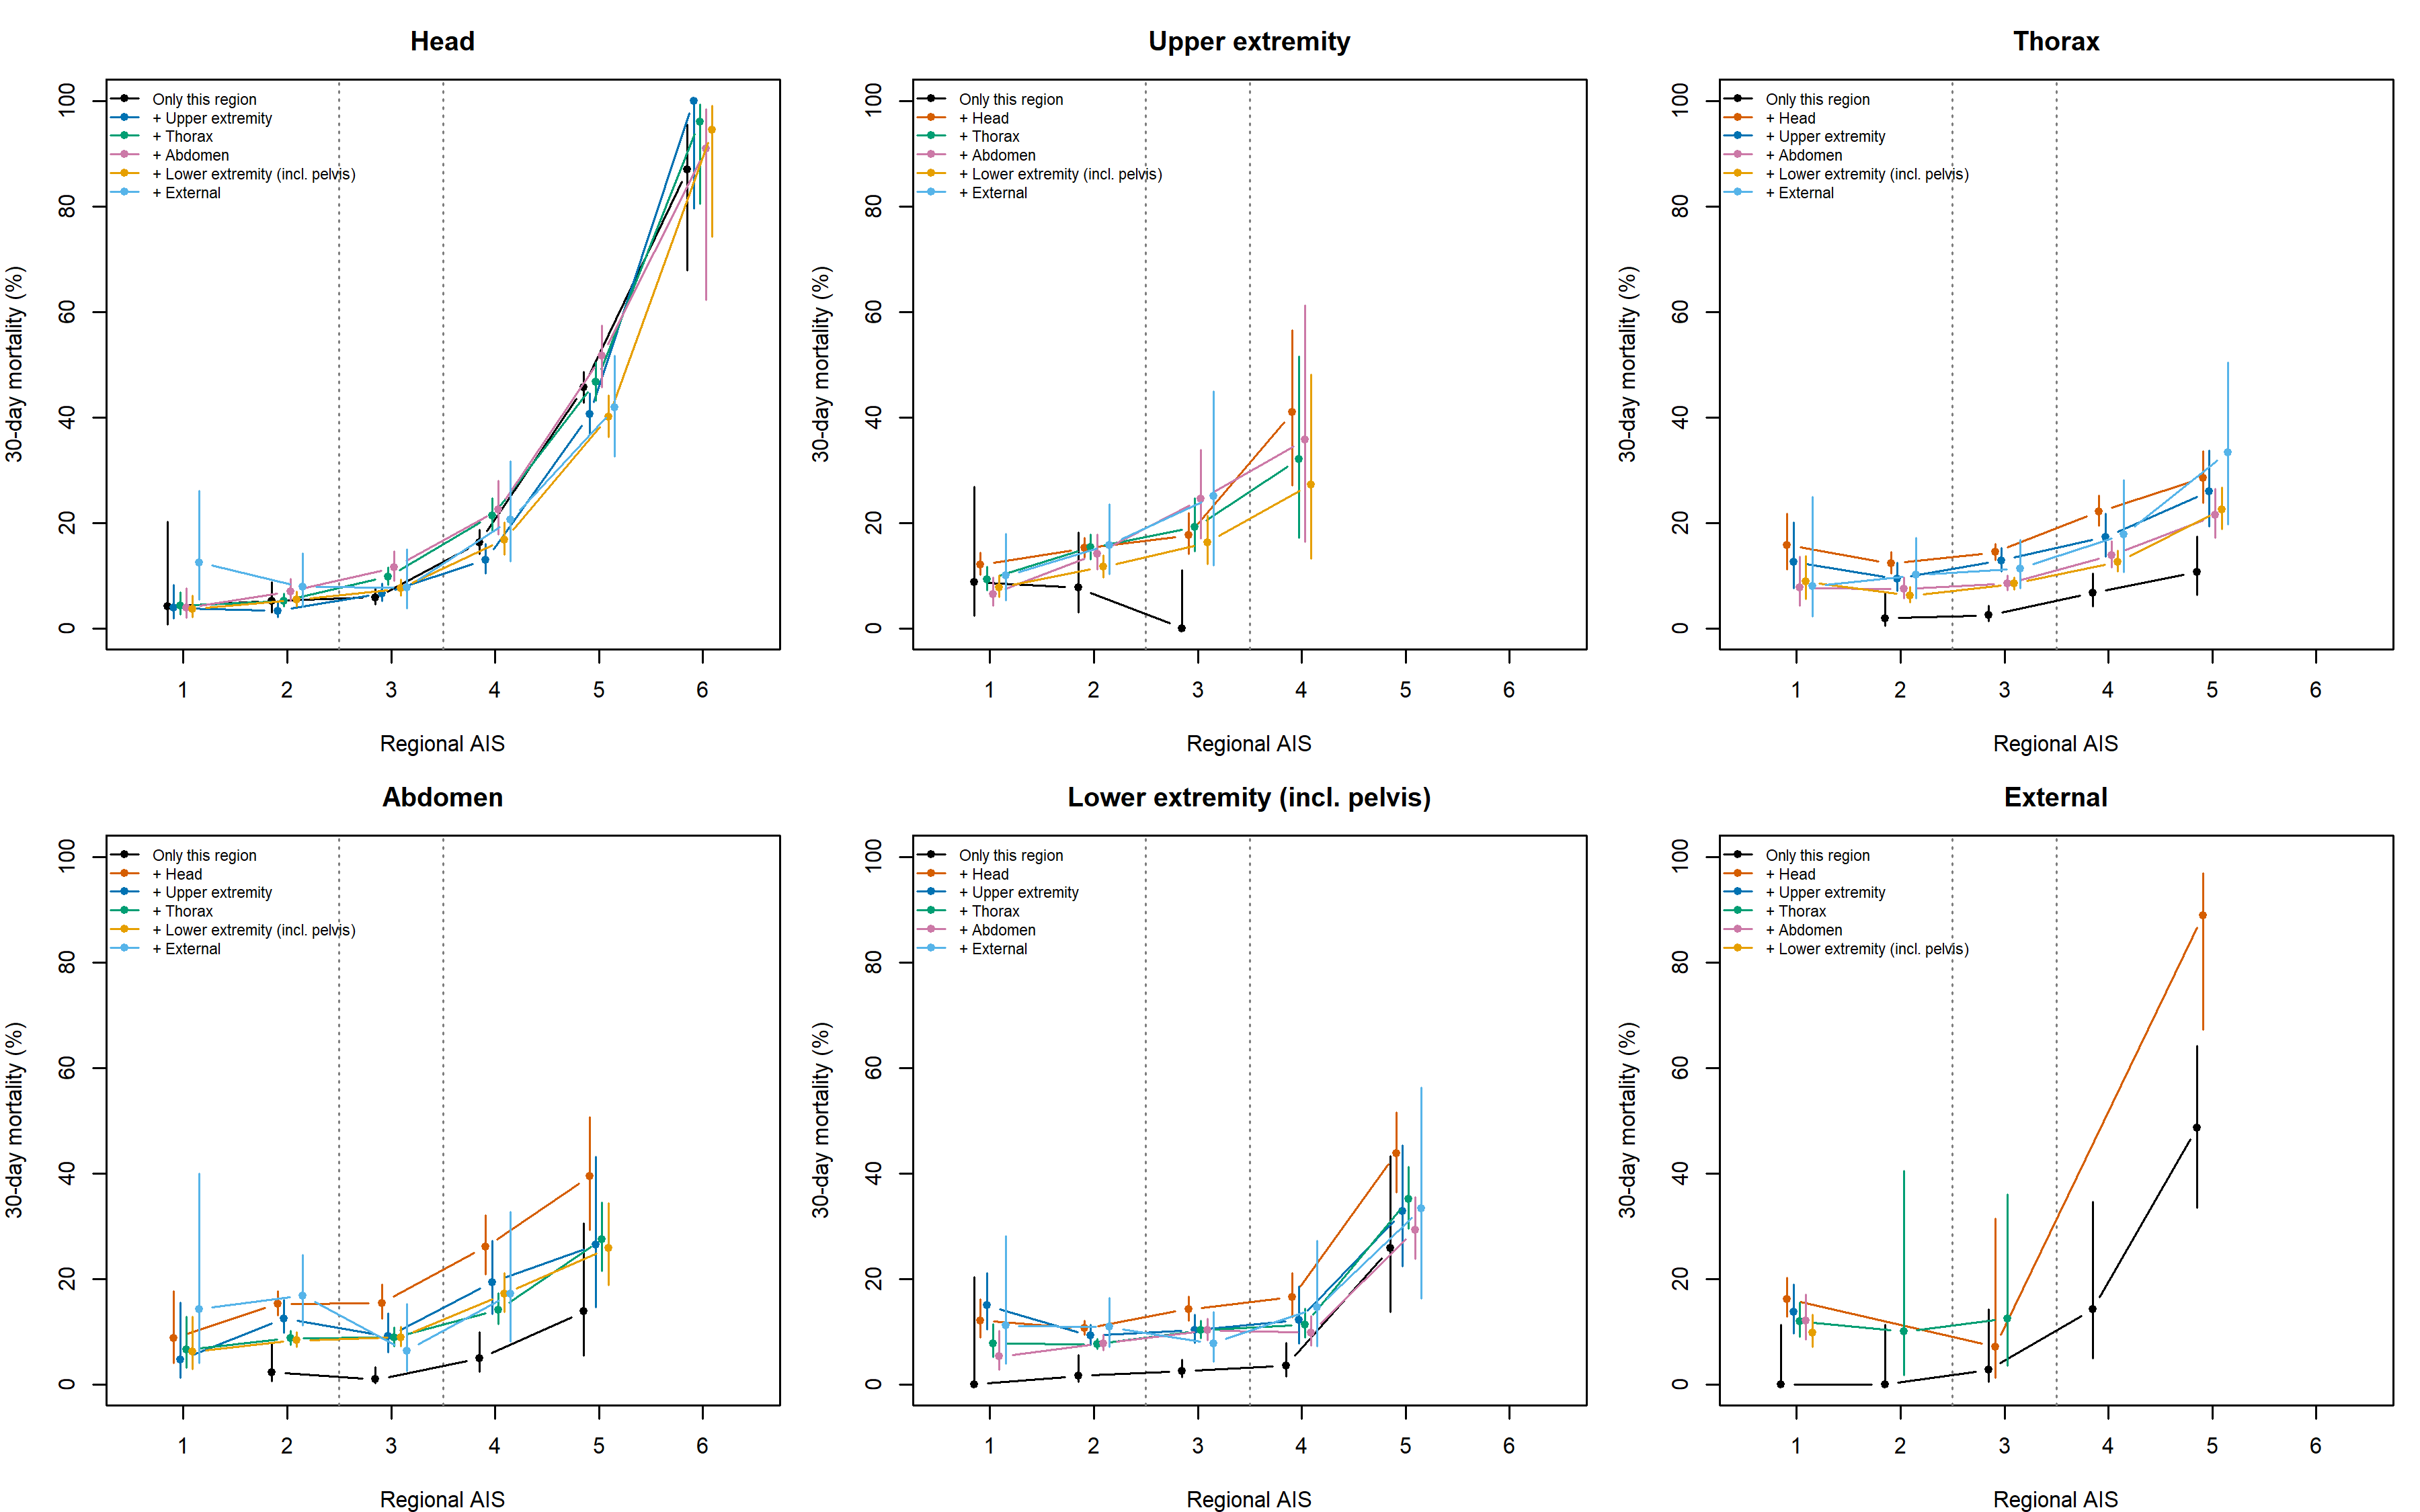 Head
100
80
60
40
20
0
30-day mortality (%)
Only this region
+ Upper extremity
+ Thorax
+ Abdomen
+ Lower extremity (incl. pelvis)
+ External
1 2 3 4 5 6
Regional AIS
Upper extremity
100
80
60
40
20
0
30-day mortality (%)
Only this region
+ Head
+ Thorax
+ Abdomen
+ Lower extremity (incl. pelvis)
+ External
1 2 3 4 5 6
Regional AIS
Thorax
100
80
60
40
20
0
30-day mortality (%)
Only this region
+ Head
+ Upper extremity
+ Abdomen
+ Lower extremity (incl. pelvis)
+ External
1 2 3 4 5 6
Regional AIS
Abdomen
100
80
60
40
20
0
30-day mortality (%)
Only this region
+ Head
+ Upper extremity
+ Thorax
+ Lower extremity (incl. pelvis)
+ External
1 2 3 4 5 6
Regional AIS
Lower extremity (incl. pelvis)
100
80
60
40
20
0
30-day mortality (%)
Only this region
+ Head
+ Upper extremity
+ Thorax
+ Abdomen
+ External
1 2 3 4 5 6
Regional AIS
External
100
80
60
40
20
0
30-day mortality (%)
Only this region
+ Head
+ Upper extremity
+ Thorax
+ Abdomen
+ Lower extremity (incl. pelvis)
1 2 3 4 5 6
Regional AIS